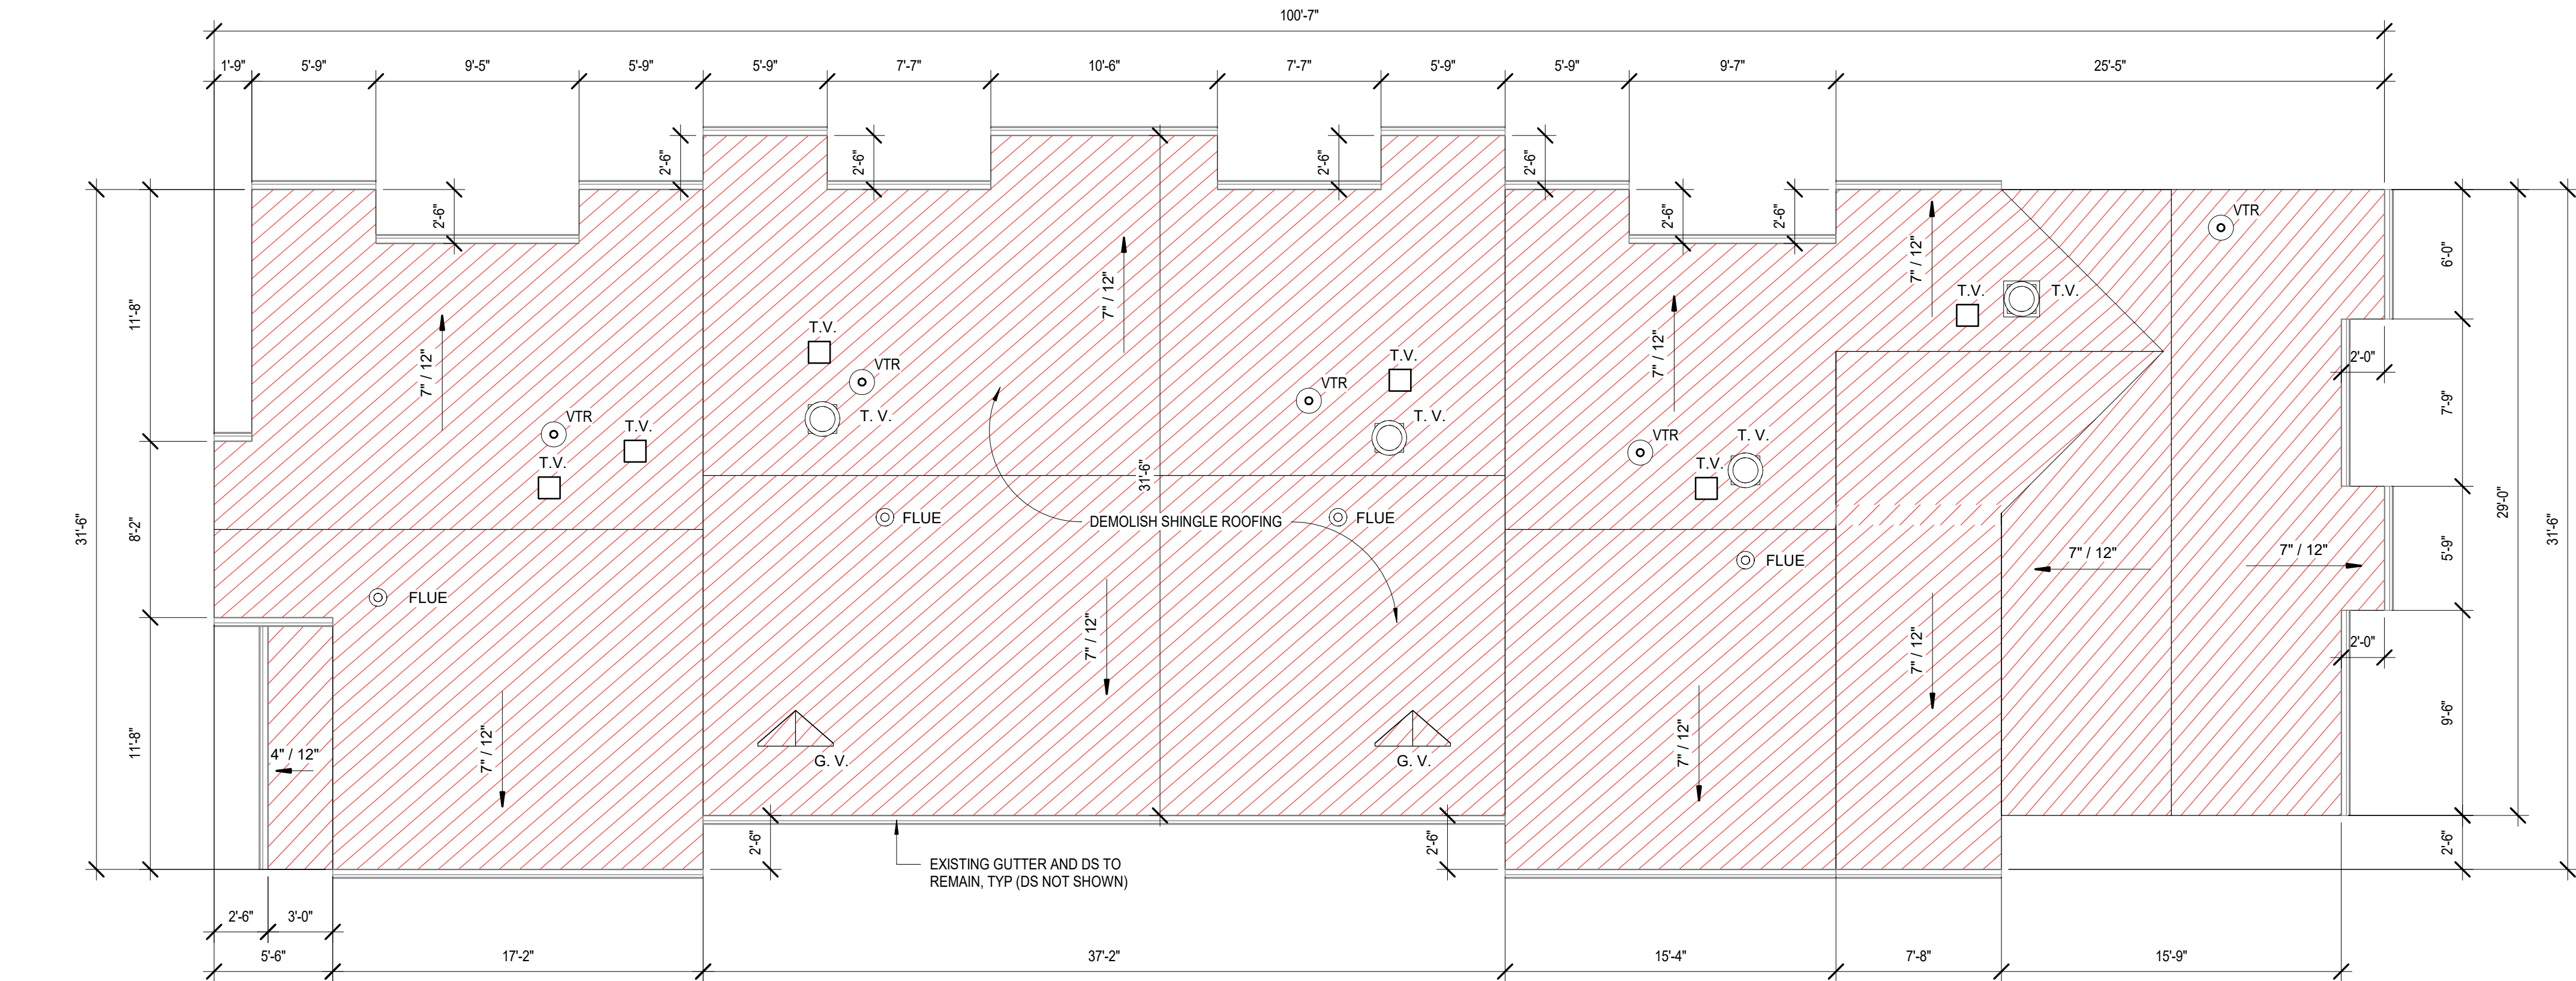 100'-7"
1'-9" 5'-9" 9'-5" 5'-9" 5'-9" 7'-7" 10'-6" 7'-7" 5'-9" 5'-9" 9'-7" 25'-5"
2'-6" 2'-6" 2'-6" 2'-6"
2'-6" 2'-6" 2'-6"
VTR
7" / 12"
6'-0"
11'-8"
7" / 12"
T.V. T.V.
T.V.
7" / 12"
7" / 12"
VTR
T.V.
2'-0"
VTR
7'-9"
T. V. T. V.
VTR T.V.
VTR T. V.
T.V. T.V.
31'-6"
31'-6"
8'-2"
FLUE
DEMOLISH SHINGLE ROOFING
FLUE
29'-0"
31'-6"
5'-9"
7" / 12" 7" / 12"
FLUE
FLUE
7" / 12"
7" / 12"
2'-0"
9'-6"
11'-8"
4" / 12"
7" / 12"
G. V. G. V.
7" / 12"
2'-6" 2'-6" 2'-6"
EXISTING GUTTER AND DS TO
REMAIN, TYP (DS NOT SHOWN)
2'-6" 3'-0"
5'-6" 17'-2" 37'-2" 15'-4" 7'-8" 15'-9"